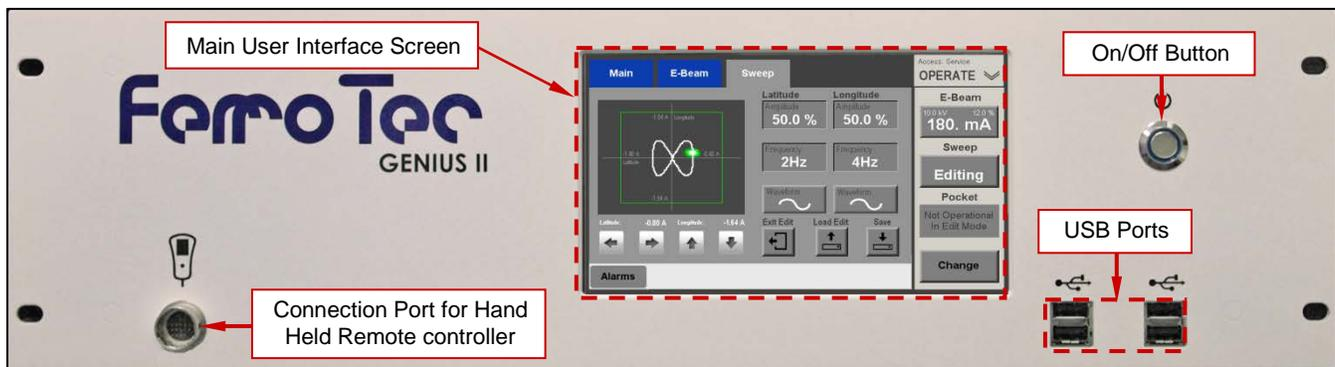 Main User Interface Screen
FerroTec
GENIUS II
Connection Port for Hand
Held Remote controller
Main
E-Beam
Sweep
Latitude
Longitude
Amplitude
50.0 %
Amplitude
50.0 %
Frequency
2Hz
Frequency
4Hz
Waveform
Waveform
Longitude
Latitude
Latitude:
-0.80 A
Longitude:
-1.64 A
Exit Edit
Load Edit
Save
Alarms
Access: Service
OPERATE
E-Beam
10.0 kV
12.0 %
180. mA
Sweep
Editing
Pocket
Not Operational
In Edit Mode
Change
On/Off Button
USB Ports